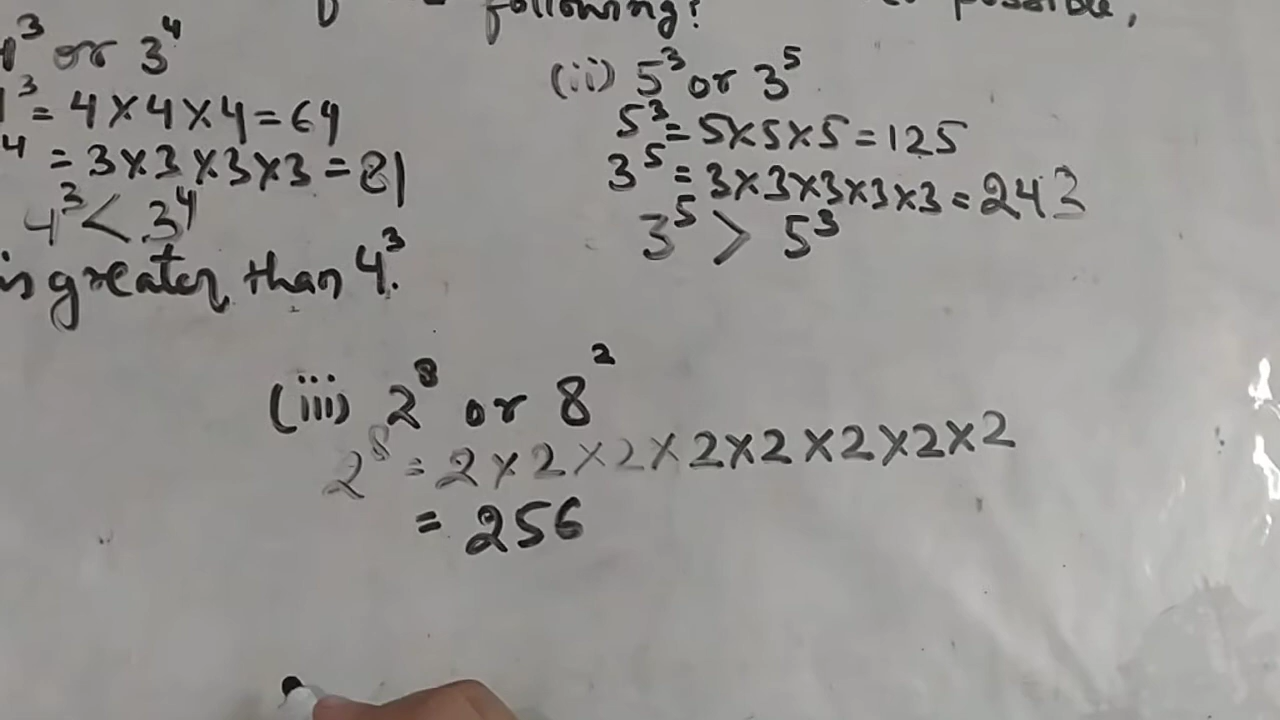 following? possible,
4³ or 3⁴
4³ = 4×4×4=64
⁴ = 3×3×3×3=81
4³ < 3⁴
is greater than 4³.
(ii) 5³ or 3⁵
5³=5×5×5=125
3⁵=3×3×3×3×3=243
3⁵ > 5³
(iii) 2⁸ or 8²
2⁸ = 2×2×2×2×2×2×2×2
= 256